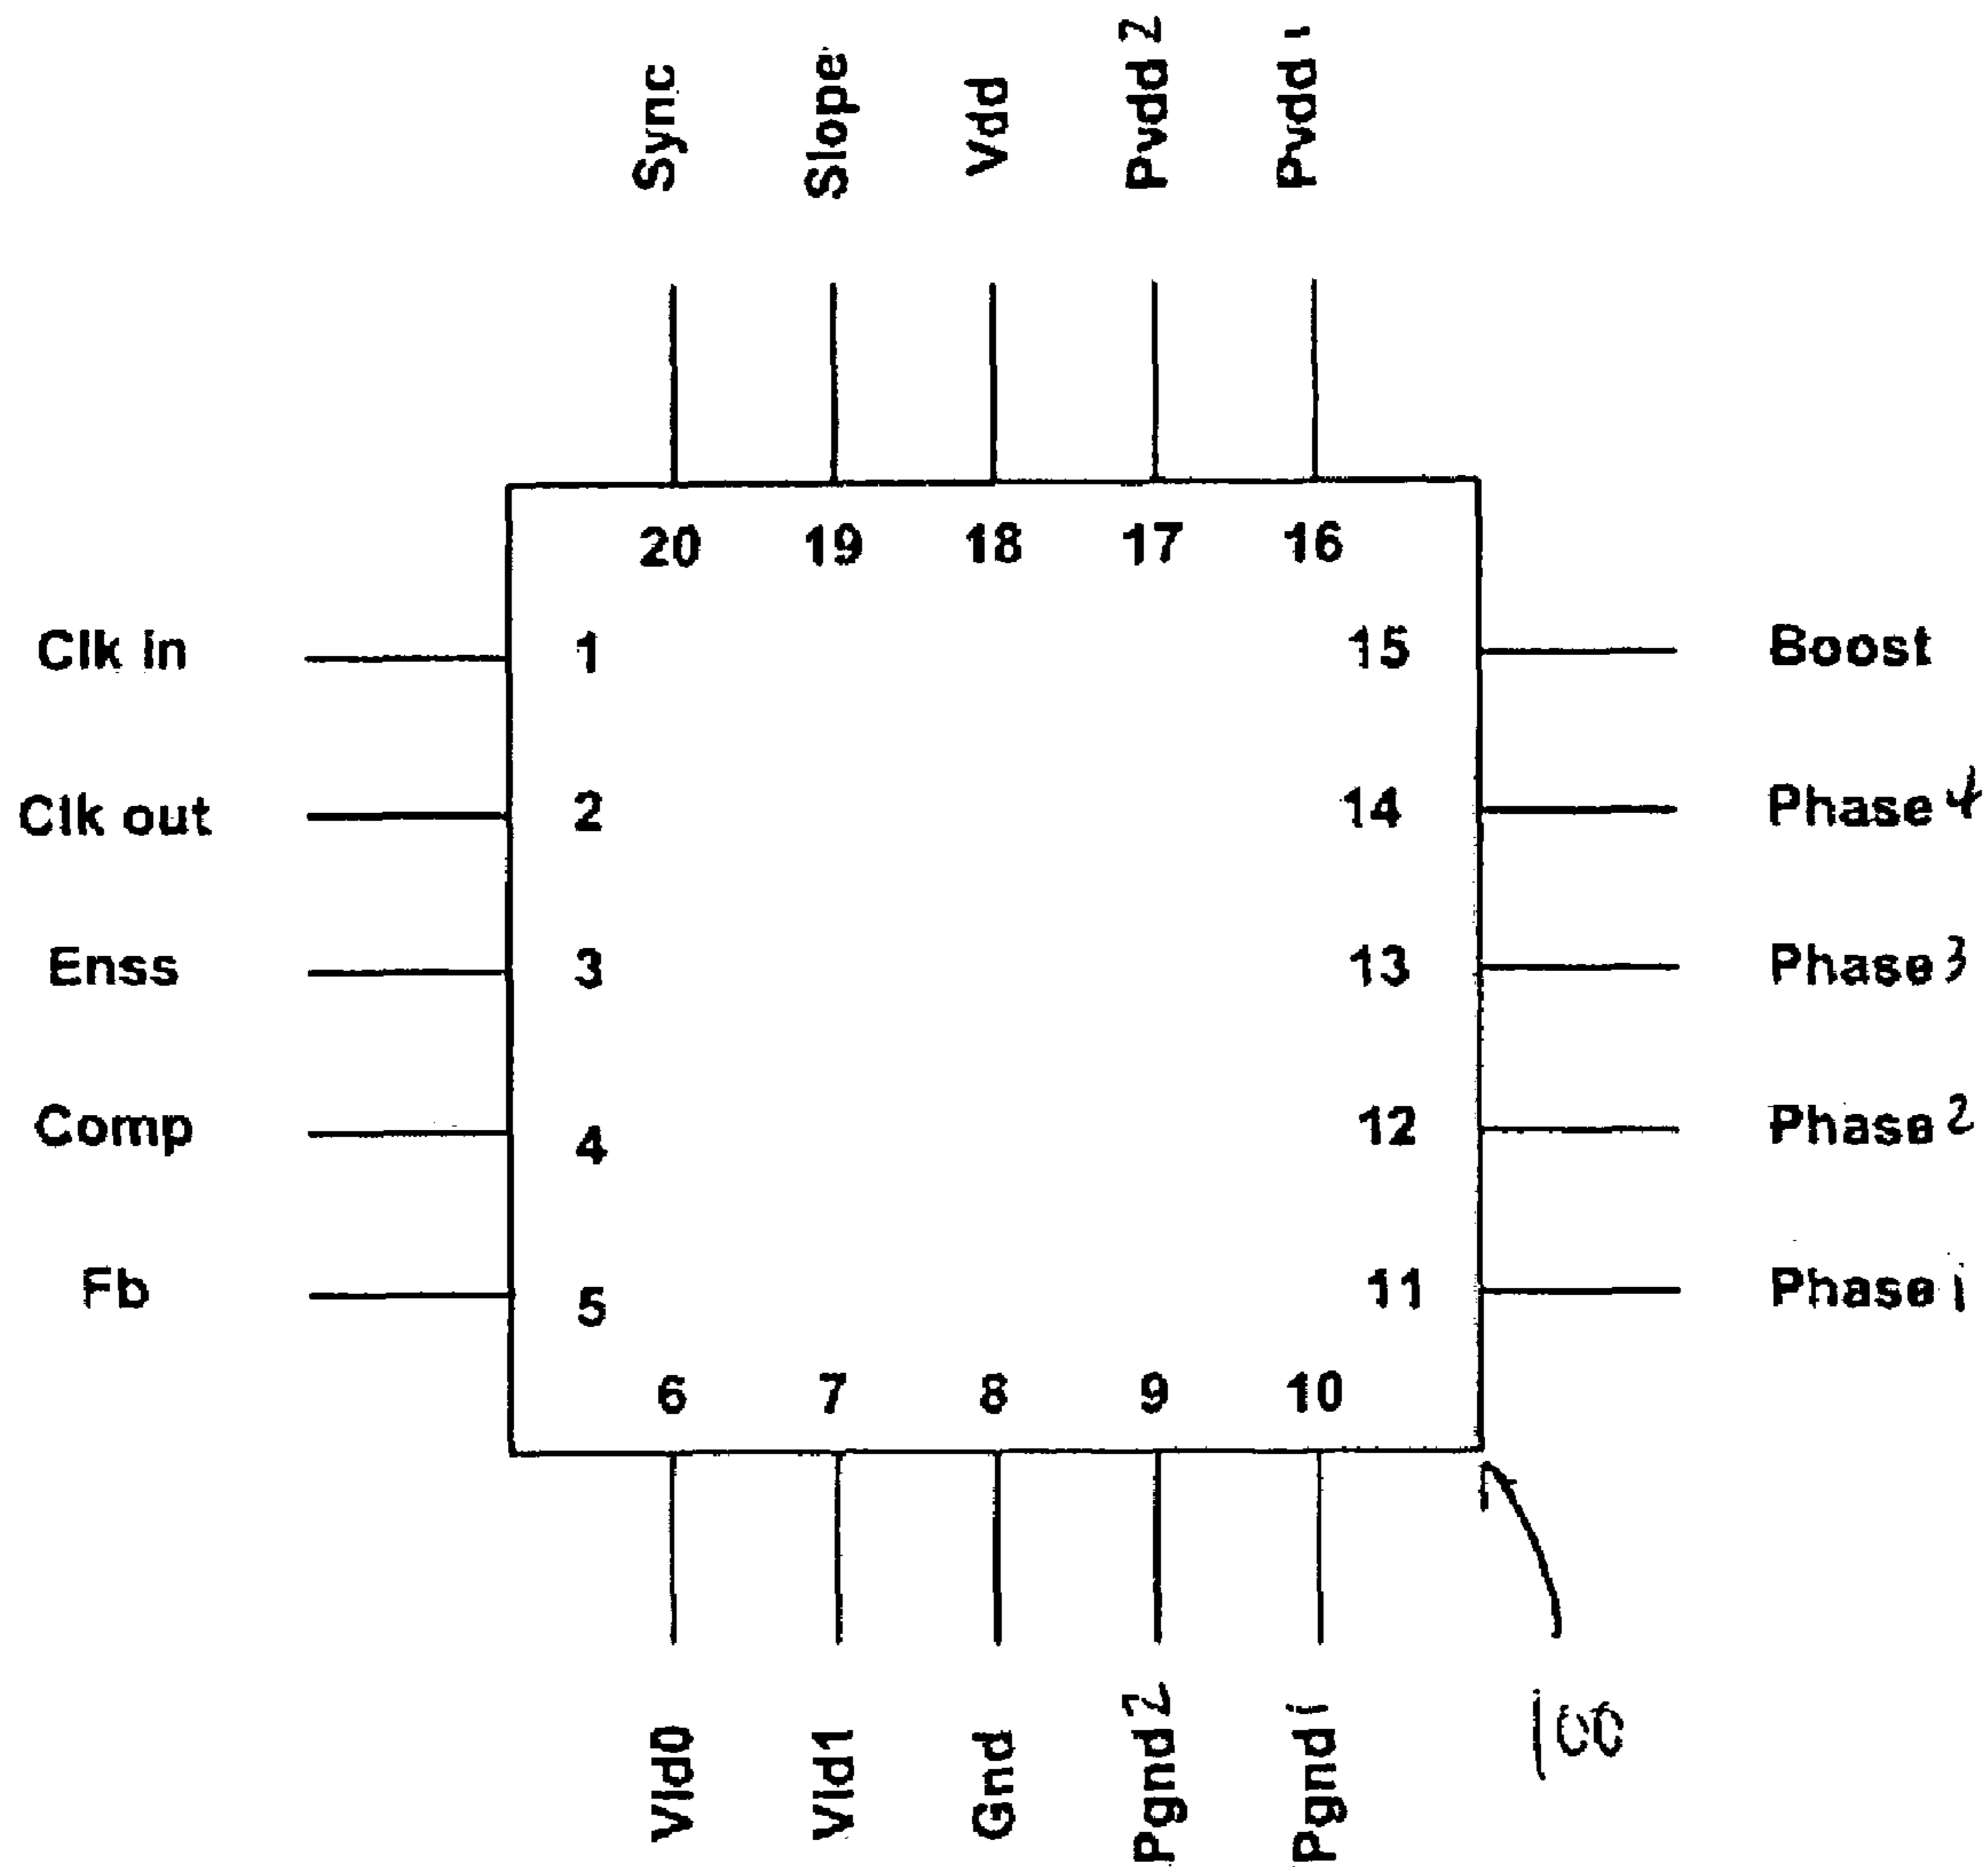 Sync
Slope
Vdd
Pvdd 2
Pvdd 1
20 19 18 17 16
Clk in 1 15 Boost
Clk out 2 14 Phase 4
Enss 3 13 Phase 3
Comp 4 12 Phase 2
Fb 5 11 Phase 1
6 7 8 9 10
Vid0
Vid1
Gnd
Pgnd 2
Pgnd 1
100